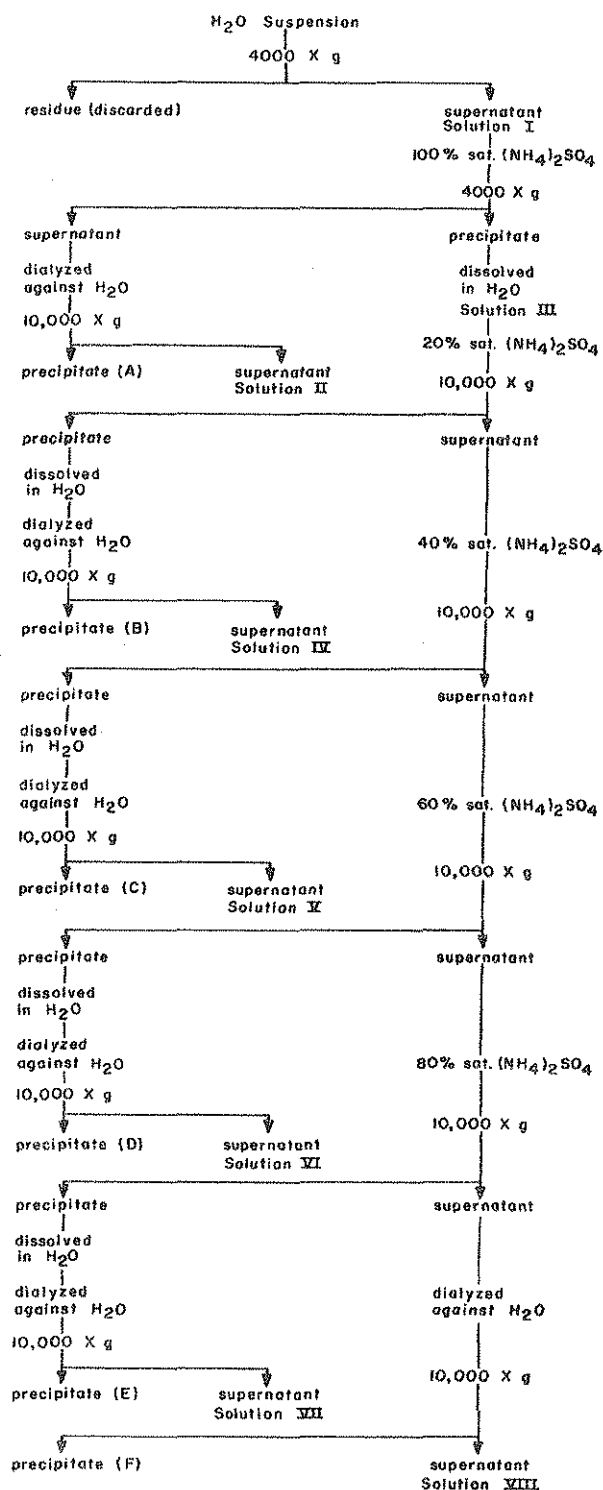 H2O Suspension
4000 X g
residue (discarded)
supernatant
Solution I
100% sat. (NH4)2SO4
4000 X g
supernatant
precipitate
dialyzed
against H2O
dissolved
in H2O
Solution III
10,000 X g
20% sat. (NH4)2SO4
precipitate (A)
supernatant
Solution II
10,000 X g
precipitate
supernatant
dissolved
in H2O
dialyzed
against H2O
40% sat. (NH4)2SO4
10,000 X g
10,000 X g
precipitate (B)
supernatant
Solution IV
precipitate
supernatant
dissolved
in H2O
dialyzed
against H2O
60% sat. (NH4)2SO4
10,000 X g
10,000 X g
precipitate (C)
supernatant
Solution V
precipitate
supernatant
dissolved
in H2O
dialyzed
against H2O
80% sat. (NH4)2SO4
10,000 X g
10,000 X g
precipitate (D)
supernatant
Solution VI
precipitate
supernatant
dissolved
in H2O
dialyzed
against H2O
dialyzed
against H2O
10,000 X g
10,000 X g
precipitate (E)
supernatant
Solution VII
precipitate (F)
supernatant
Solution VIII